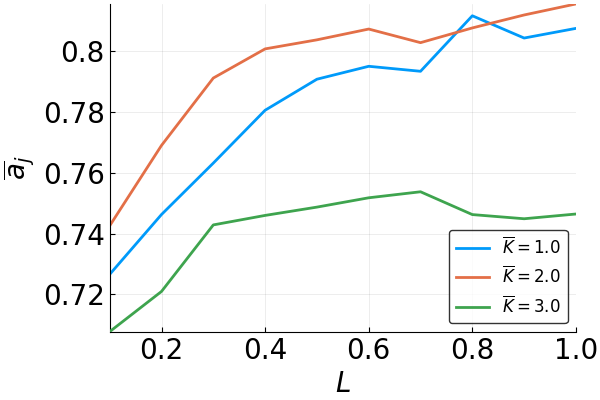 0.8
0.78
0.76
0.74
0.72
a̅ⱼ
K̅ = 1.0
K̅ = 2.0
K̅ = 3.0
0.2 0.4 0.6 0.8 1.0
L